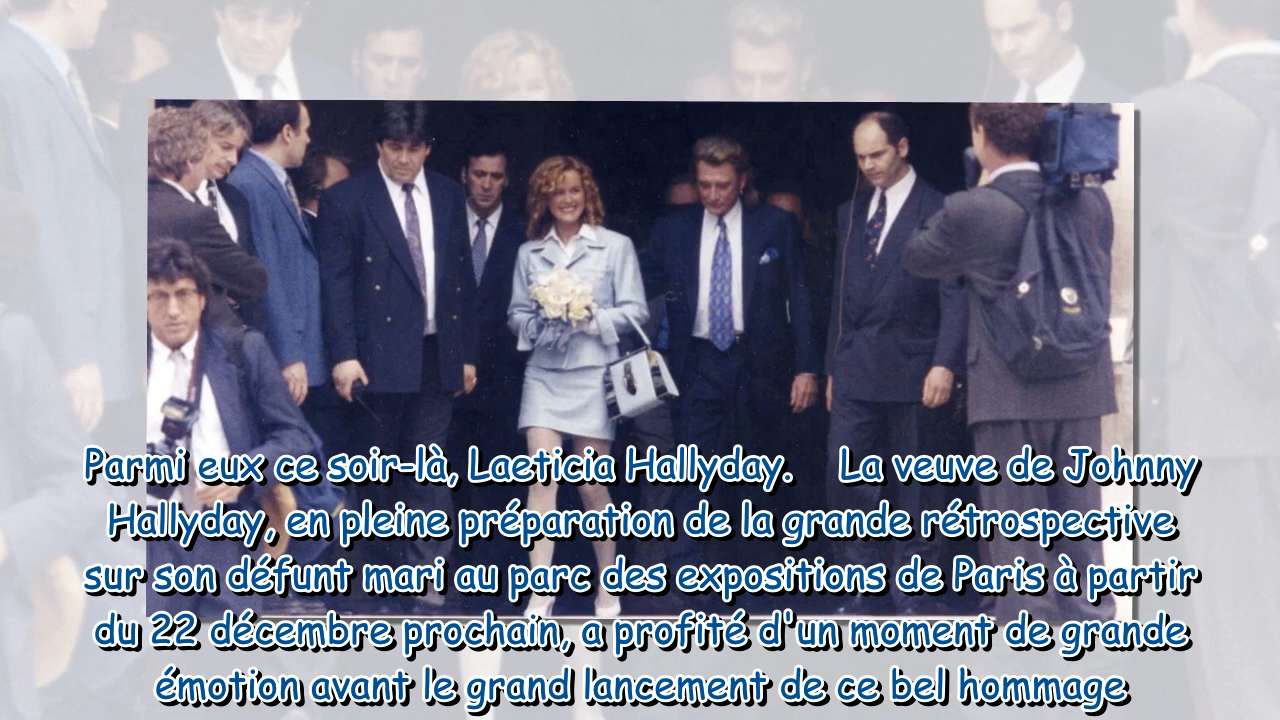 Parmi eux ce soir-là, Laeticia Hallyday. La veuve de Johnny
Hallyday, en pleine préparation de la grande rétrospective
sur son défunt mari au parc des expositions de Paris à partir
du 22 décembre prochain, a profité d'un moment de grande
émotion avant le grand lancement de ce bel hommage